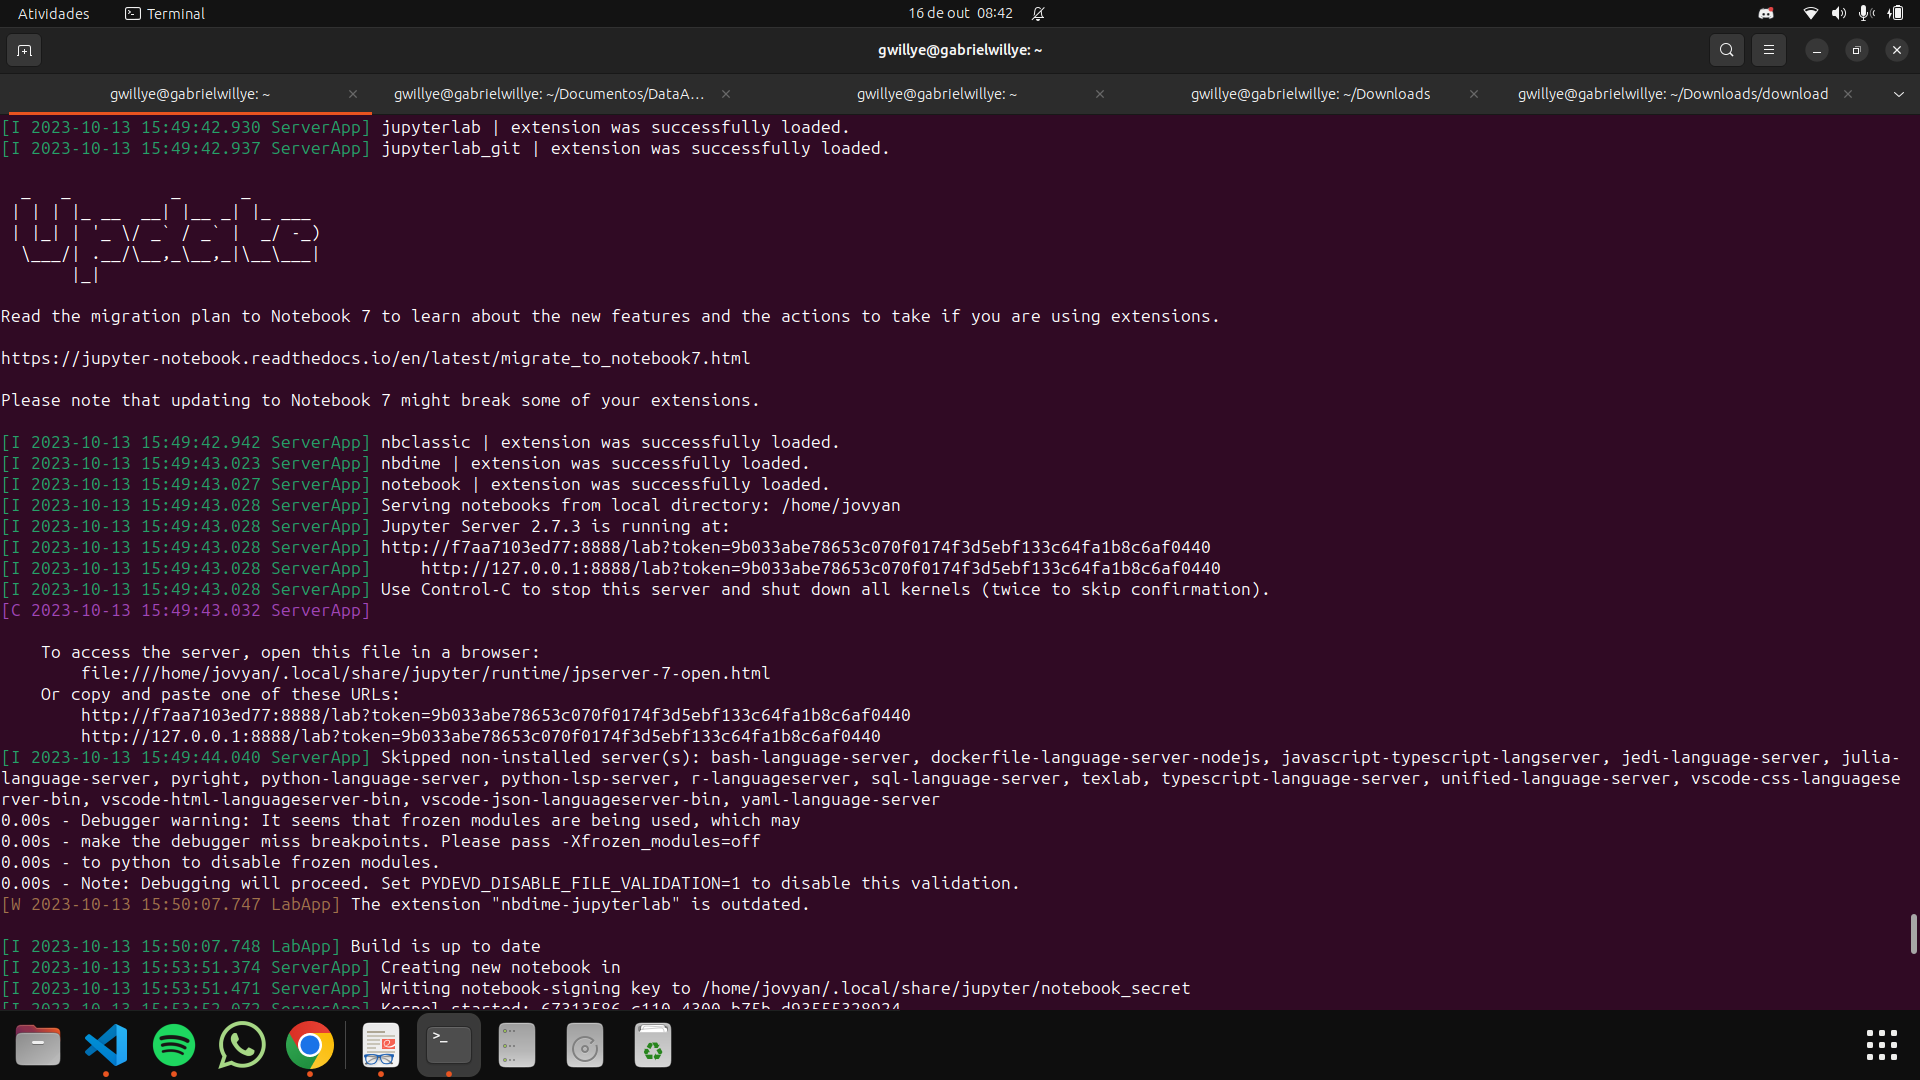 Atividades
Terminal
16 de out 08:42
gwillye@gabrielwillye: ~
gwillye@gabrielwillye: ~
gwillye@gabrielwillye: ~/Documentos/DataA...
gwillye@gabrielwillye: ~
gwillye@gabrielwillye: ~/Downloads
gwillye@gabrielwillye: ~/Downloads/download
[I 2023-10-13 15:49:42.930 ServerApp] jupyterlab | extension was successfully loaded.
[I 2023-10-13 15:49:42.937 ServerApp] jupyterlab_git | extension was successfully loaded.
  _   _          _      _
 | | | |_ __  __| |__ _| |_ ___
 | |_| | '_ \/ _` / _` |  _/ -_)
  \___/| .__/\__,_\__,_|\__\___|
       |_|
Read the migration plan to Notebook 7 to learn about the new features and the actions to take if you are using extensions.
https://jupyter-notebook.readthedocs.io/en/latest/migrate_to_notebook7.html
Please note that updating to Notebook 7 might break some of your extensions.
[I 2023-10-13 15:49:42.942 ServerApp] nbclassic | extension was successfully loaded.
[I 2023-10-13 15:49:43.023 ServerApp] nbdime | extension was successfully loaded.
[I 2023-10-13 15:49:43.027 ServerApp] notebook | extension was successfully loaded.
[I 2023-10-13 15:49:43.028 ServerApp] Serving notebooks from local directory: /home/jovyan
[I 2023-10-13 15:49:43.028 ServerApp] Jupyter Server 2.7.3 is running at:
[I 2023-10-13 15:49:43.028 ServerApp] http://f7aa7103ed77:8888/lab?token=9b033abe78653c070f0174f3d5ebf133c64fa1b8c6af0440
[I 2023-10-13 15:49:43.028 ServerApp]     http://127.0.0.1:8888/lab?token=9b033abe78653c070f0174f3d5ebf133c64fa1b8c6af0440
[I 2023-10-13 15:49:43.028 ServerApp] Use Control-C to stop this server and shut down all kernels (twice to skip confirmation).
[C 2023-10-13 15:49:43.032 ServerApp]
To access the server, open this file in a browser:
file:///home/jovyan/.local/share/jupyter/runtime/jpserver-7-open.html
Or copy and paste one of these URLs:
http://f7aa7103ed77:8888/lab?token=9b033abe78653c070f0174f3d5ebf133c64fa1b8c6af0440
http://127.0.0.1:8888/lab?token=9b033abe78653c070f0174f3d5ebf133c64fa1b8c6af0440
[I 2023-10-13 15:49:44.040 ServerApp] Skipped non-installed server(s): bash-language-server, dockerfile-language-server-nodejs, javascript-typescript-langserver, jedi-language-server, julia-
language-server, pyright, python-language-server, python-lsp-server, r-languageserver, sql-language-server, texlab, typescript-language-server, unified-language-server, vscode-css-languagese
rver-bin, vscode-html-languageserver-bin, vscode-json-languageserver-bin, yaml-language-server
0.00s - Debugger warning: It seems that frozen modules are being used, which may
0.00s - make the debugger miss breakpoints. Please pass -Xfrozen_modules=off
0.00s - to python to disable frozen modules.
0.00s - Note: Debugging will proceed. Set PYDEVD_DISABLE_FILE_VALIDATION=1 to disable this validation.
[W 2023-10-13 15:50:07.747 LabApp] The extension "nbdime-jupyterlab" is outdated.
[I 2023-10-13 15:50:07.748 LabApp] Build is up to date
[I 2023-10-13 15:53:51.374 ServerApp] Creating new notebook in
[I 2023-10-13 15:53:51.471 ServerApp] Writing notebook-signing key to /home/jovyan/.local/share/jupyter/notebook_secret
[I 2023-10-13 15:53:52.072 ServerApp] Kernel started: